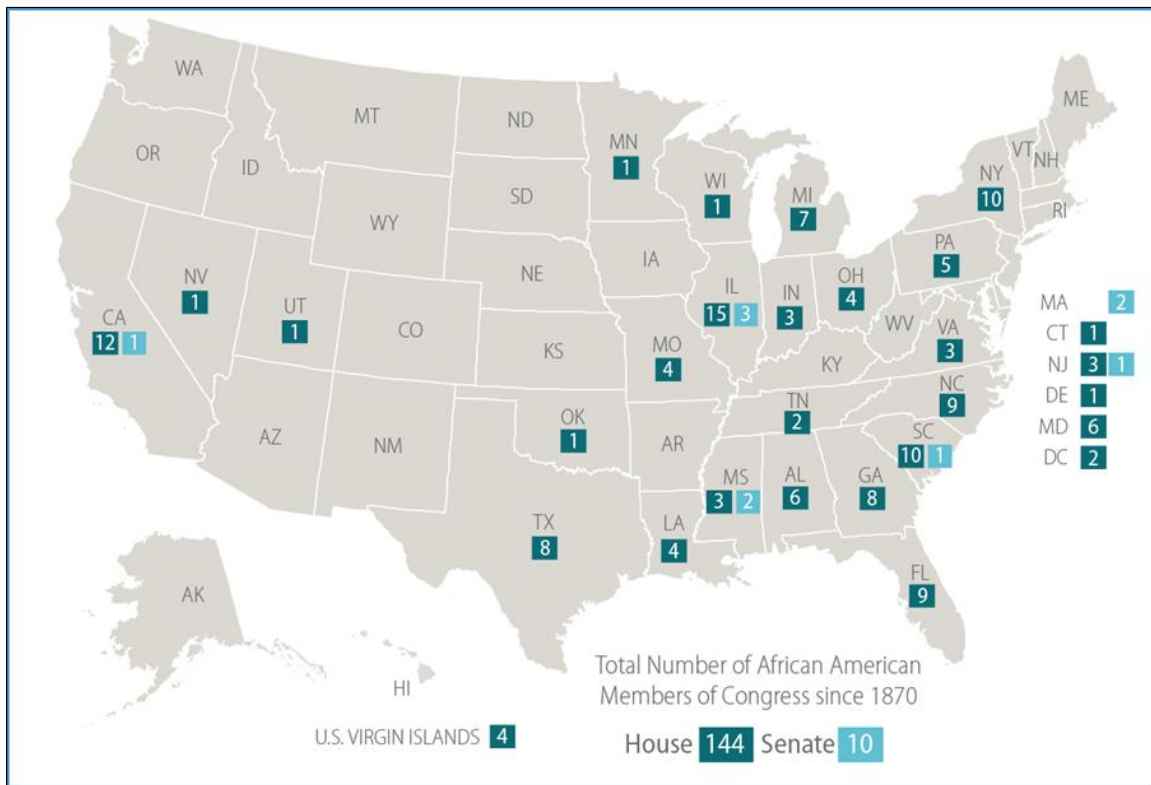 WA
MT
ND
MN
1
ME
VT
NH
OR
ID
SD
WI
1
MI
7
NY
10
RI
WY
IA
PA
5
NE
NV
1
UT
1
CA
12 1
CO
KS
MO
4
IL
15 3
IN
3
OH
4
WV
VA
3
KY
NC
9
TN
2
SC
10 1
AZ
NM
OK
1
AR
MS
3 2
AL
6
GA
8
TX
8
LA
4
FL
9
MA 2
CT 1
NJ 3 1
DE 1
MD 6
DC 2
AK
HI
U.S. VIRGIN ISLANDS 4
Total Number of African American
Members of Congress since 1870
House 144 Senate 10